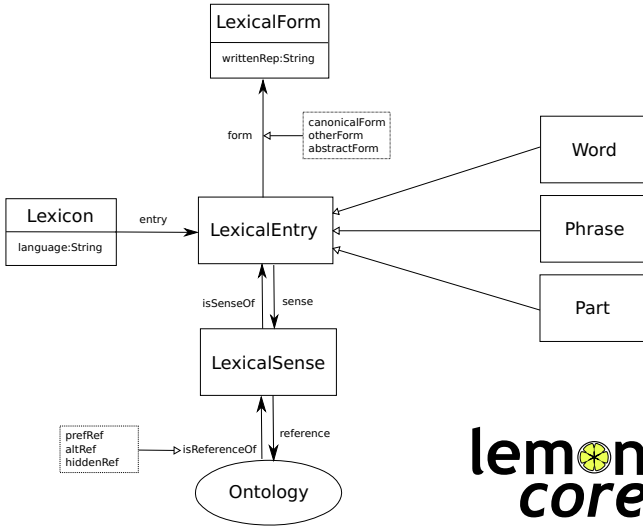 LexicalForm
writtenRep:String
form
canonicalForm
otherForm
abstractForm
Word
Lexicon
language:String
entry
LexicalEntry
Phrase
isSenseOf
sense
Part
LexicalSense
prefRef
altRef
hiddenRef
isReferenceOf
reference
Ontology
lemon
core